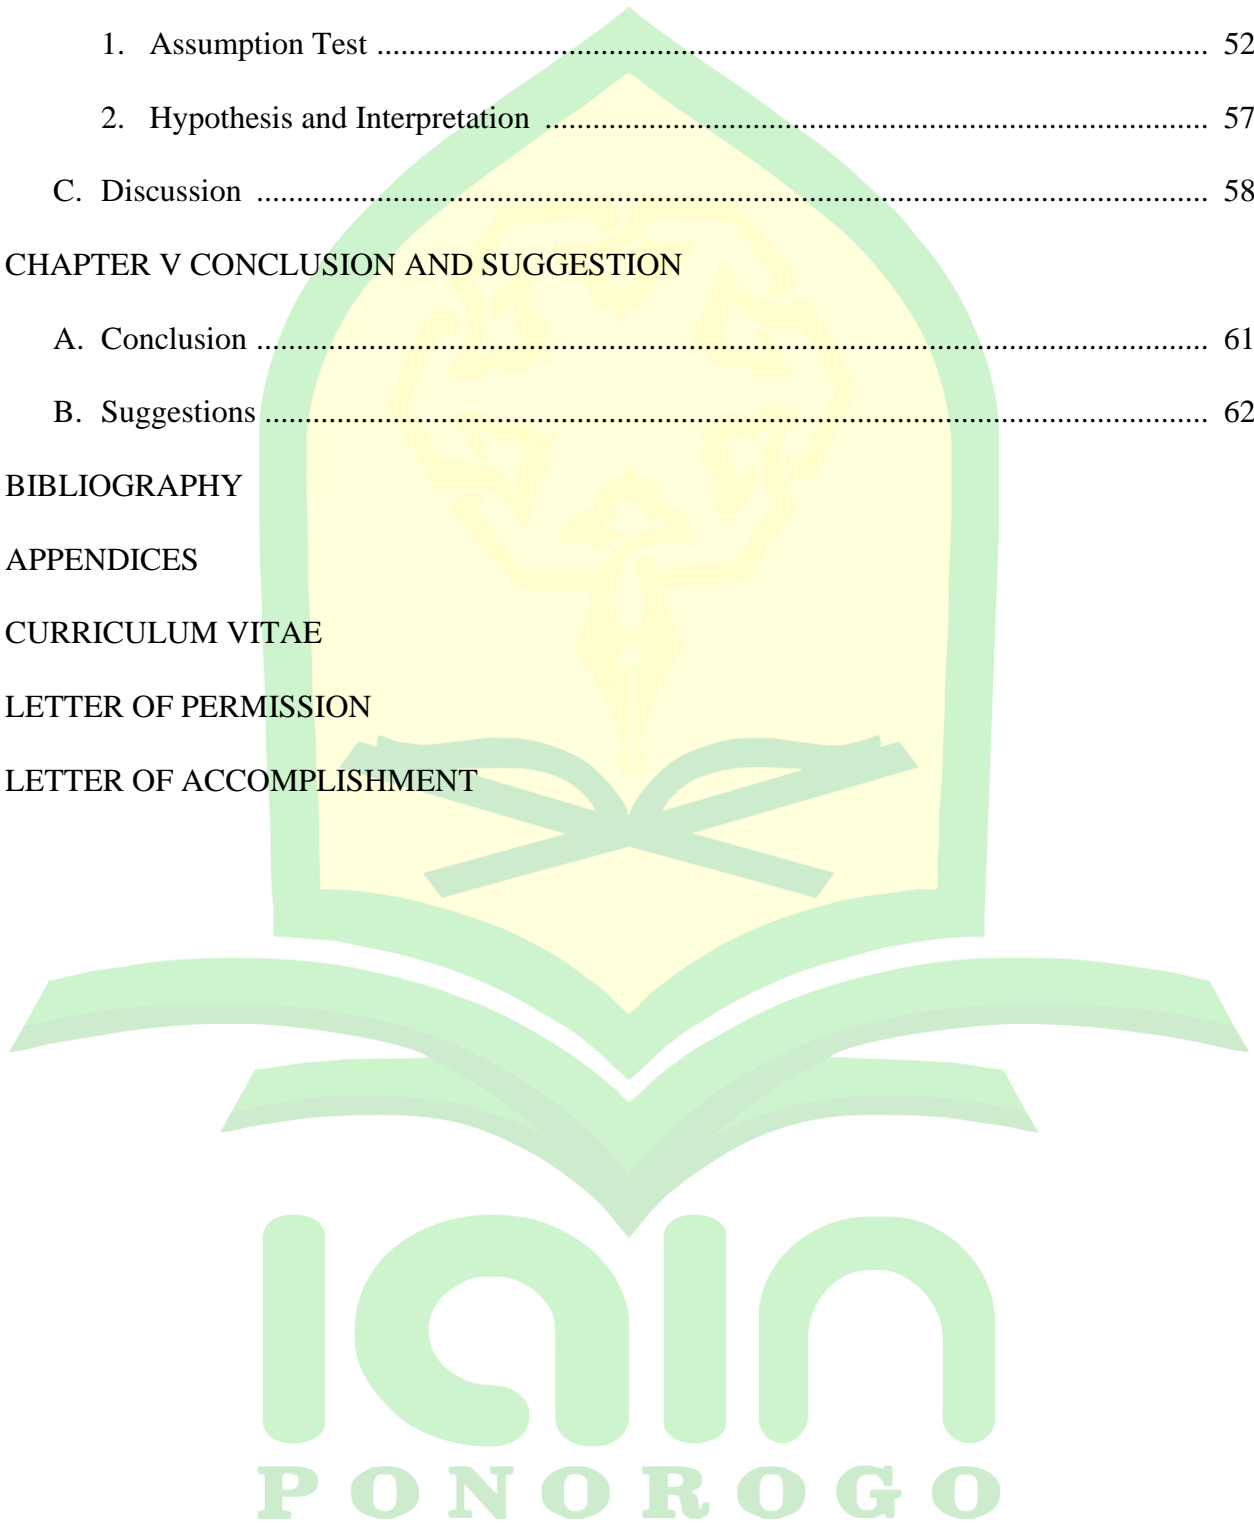 1. Assumption Test ........................................................................................................ 52
2. Hypothesis and Interpretation ................................................................................... 57
C. Discussion ....................................................................................................................... 58
CHAPTER V CONCLUSION AND SUGGESTION
A. Conclusion ...................................................................................................................... 61
B. Suggestions ..................................................................................................................... 62
BIBLIOGRAPHY
APPENDICES
CURRICULUM VITAE
LETTER OF PERMISSION
LETTER OF ACCOMPLISHMENT
iain
PONOROGO